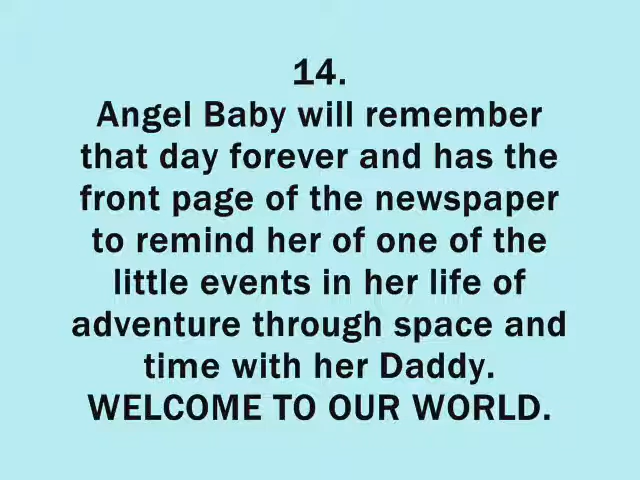 14.
Angel Baby will remember
that day forever and has the
front page of the newspaper
to remind her of one of the
little events in her life of
adventure through space and
time with her Daddy.
WELCOME TO OUR WORLD.